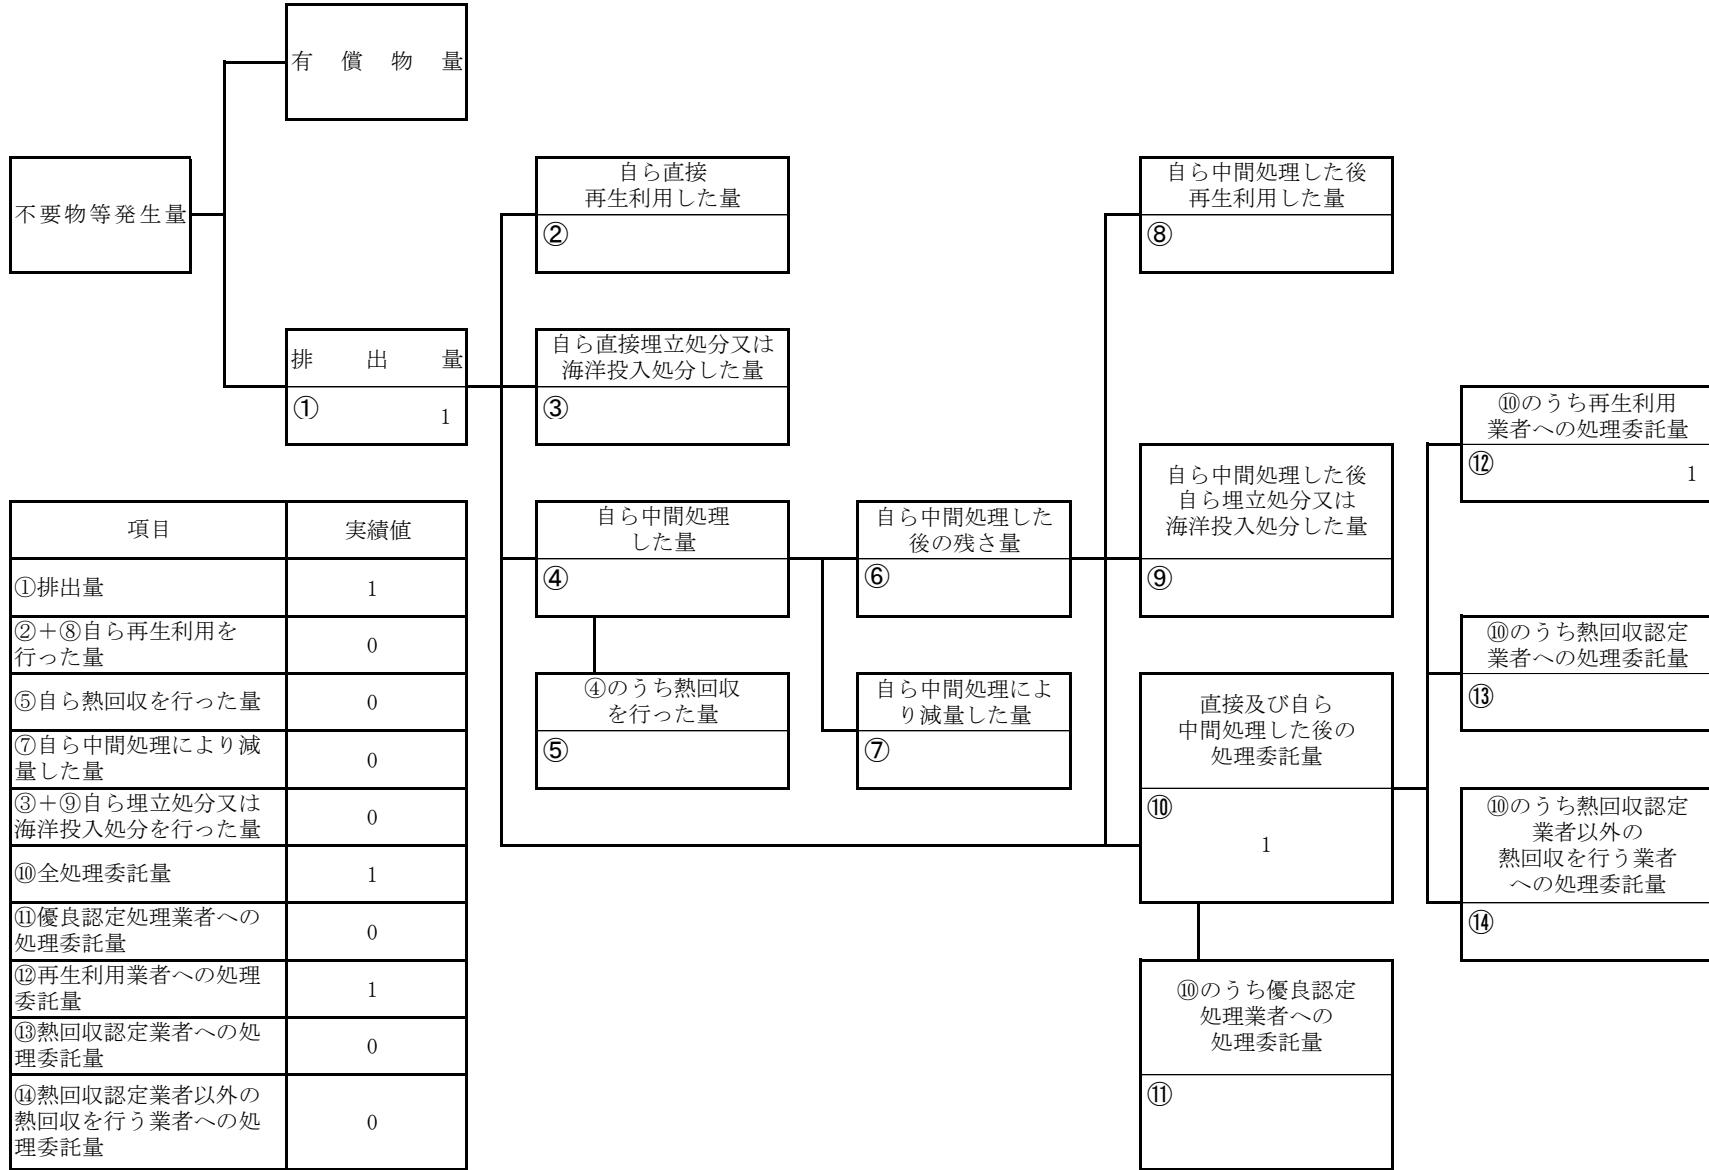 有償物量
不要物等発生量
自ら直接
再生利用した量
②
自ら中間処理した後
再生利用した量
⑧
排出量
①
1
自ら直接埋立処分又は
海洋投入処分した量
③
⑩のうち再生利用
業者への処理委託量
⑫
1
自ら中間処理
した量
④
自ら中間処理した
後の残さ量
⑥
自ら中間処理した後
自ら埋立処分又は
海洋投入処分した量
⑨
④のうち熱回収
を行った量
⑤
自ら中間処理によ
り減量した量
⑦
直接及び自ら
中間処理した後の
処理委託量
⑩
1
⑩のうち熱回収認定
業者への処理委託量
⑬
⑩のうち熱回収認定
業者以外の
熱回収を行う業者
への処理委託量
⑭
⑩のうち優良認定
処理業者への
処理委託量
⑪
項目 実績値
①排出量 1
②＋⑧自ら再生利用を
行った量 0
⑤自ら熱回収を行った量 0
⑦自ら中間処理により減
量した量 0
③＋⑨自ら埋立処分又は
海洋投入処分を行った量 0
⑩全処理委託量 1
⑪優良認定処理業者への
処理委託量 0
⑫再生利用業者への処理
委託量 1
⑬熱回収認定業者への処
理委託量 0
⑭熱回収認定業者以外の
熱回収を行う業者への処
理委託量 0